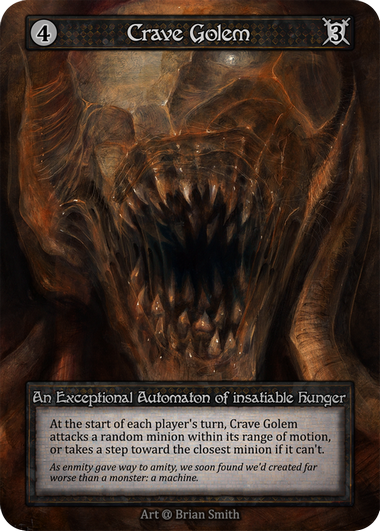 4
Crave Golem
3
An Exceptional Automaton of insatiable Hunger
At the start of each player's turn, Crave Golem
attacks a random minion within its range of motion,
or takes a step toward the closest minion if it can't.
As enmity gave way to amity, we soon found we'd created far
worse than a monster: a machine.
Art @ Brian Smith